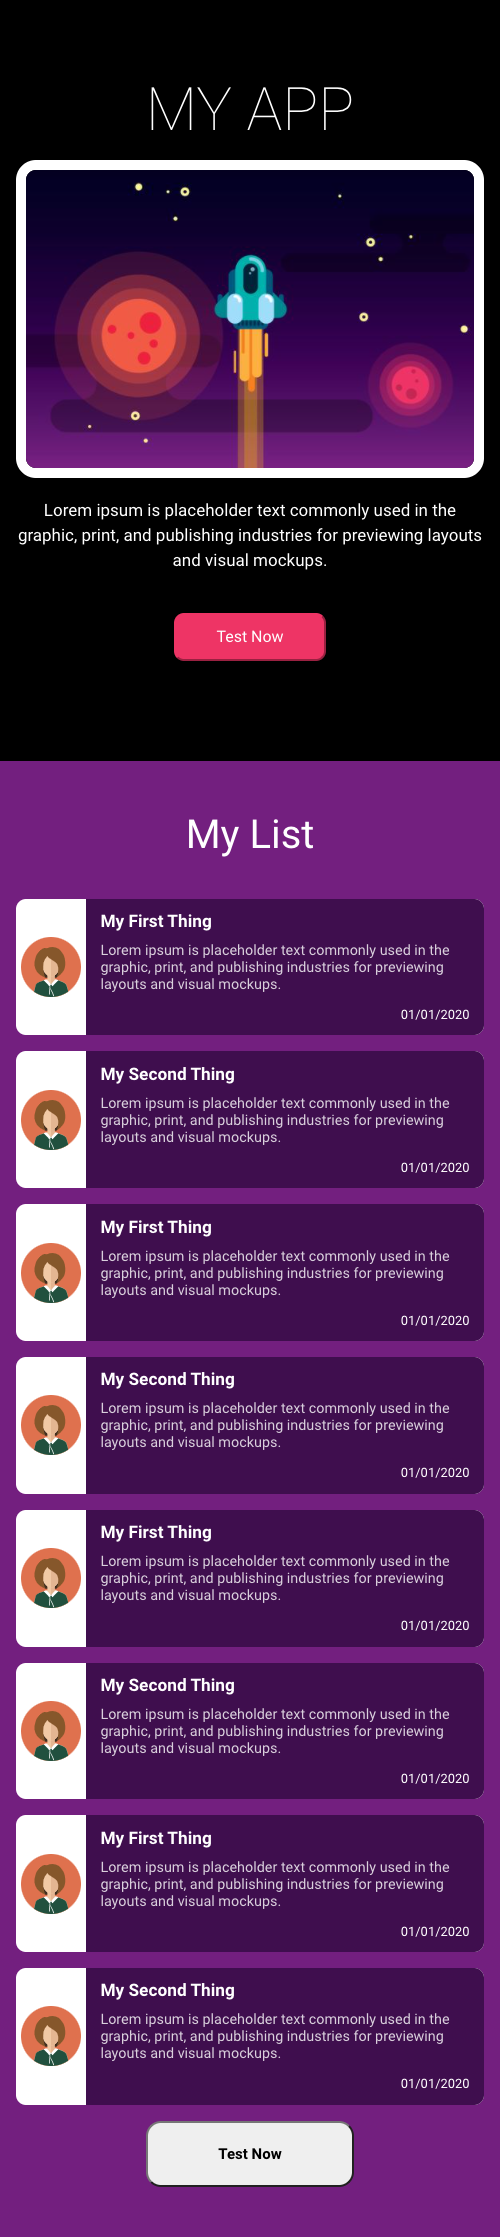 MY APP
Lorem ipsum is placeholder text commonly used in the
graphic, print, and publishing industries for previewing layouts
and visual mockups.
Test Now
My List
My First Thing
Lorem ipsum is placeholder text commonly used in the
graphic, print, and publishing industries for previewing
layouts and visual mockups.
01/01/2020
My Second Thing
Lorem ipsum is placeholder text commonly used in the
graphic, print, and publishing industries for previewing
layouts and visual mockups.
01/01/2020
My First Thing
Lorem ipsum is placeholder text commonly used in the
graphic, print, and publishing industries for previewing
layouts and visual mockups.
01/01/2020
My Second Thing
Lorem ipsum is placeholder text commonly used in the
graphic, print, and publishing industries for previewing
layouts and visual mockups.
01/01/2020
My First Thing
Lorem ipsum is placeholder text commonly used in the
graphic, print, and publishing industries for previewing
layouts and visual mockups.
01/01/2020
My Second Thing
Lorem ipsum is placeholder text commonly used in the
graphic, print, and publishing industries for previewing
layouts and visual mockups.
01/01/2020
My First Thing
Lorem ipsum is placeholder text commonly used in the
graphic, print, and publishing industries for previewing
layouts and visual mockups.
01/01/2020
My Second Thing
Lorem ipsum is placeholder text commonly used in the
graphic, print, and publishing industries for previewing
layouts and visual mockups.
01/01/2020
Test Now